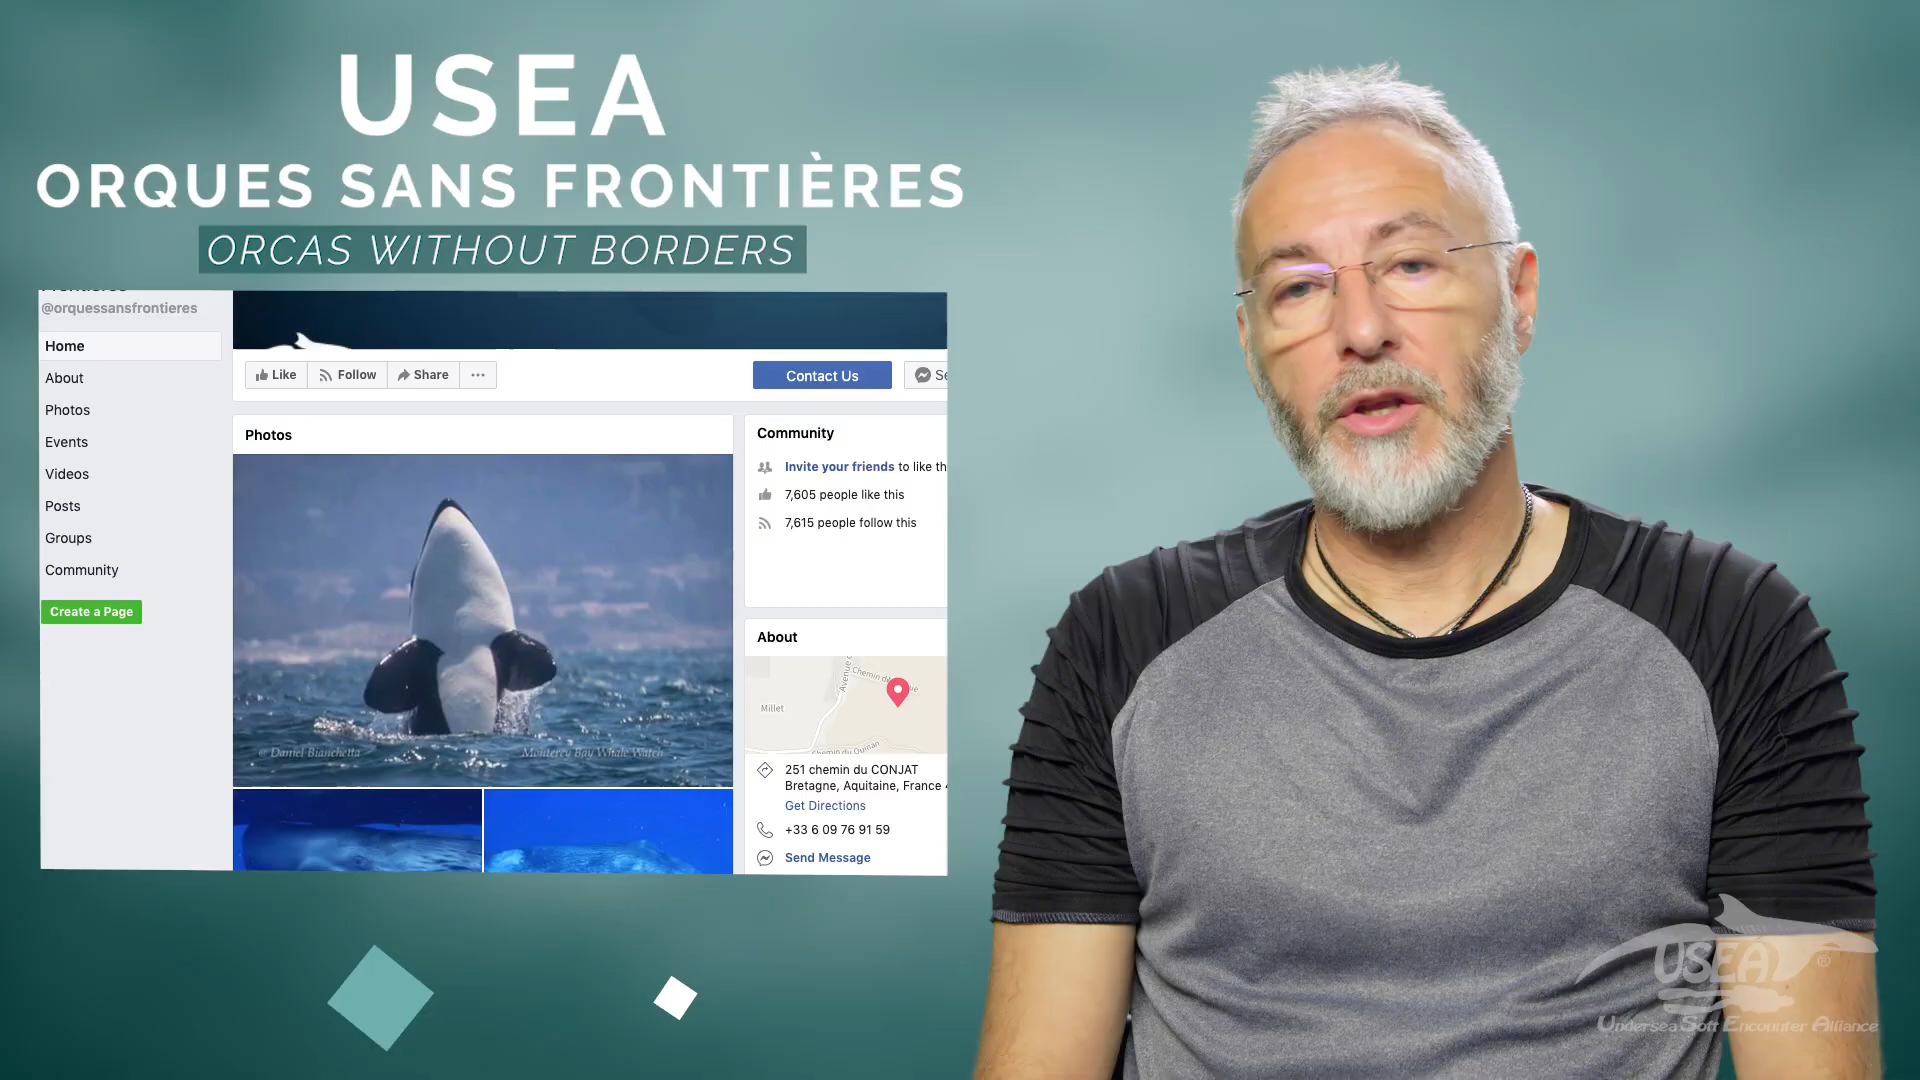 USEA
ORQUES SANS FRONTIÈRES
ORCAS WITHOUT BORDERS
@orquessansfrontieres
Home
About
Photos
Events
Videos
Posts
Groups
Community
Create a Page
Like
Follow
Share
Contact Us
Photos
© Daniel Bianchetta
Monterey Bay Whale Watch
Community
Invite your friends to like th
7,605 people like this
7,615 people follow this
About
Millet
Chemin du Quinan
251 chemin du CONJAT
Bretagne, Aquitaine, France
Get Directions
+33 6 09 76 91 59
Send Message
USEA ®
Undersea Soft Encounter Alliance